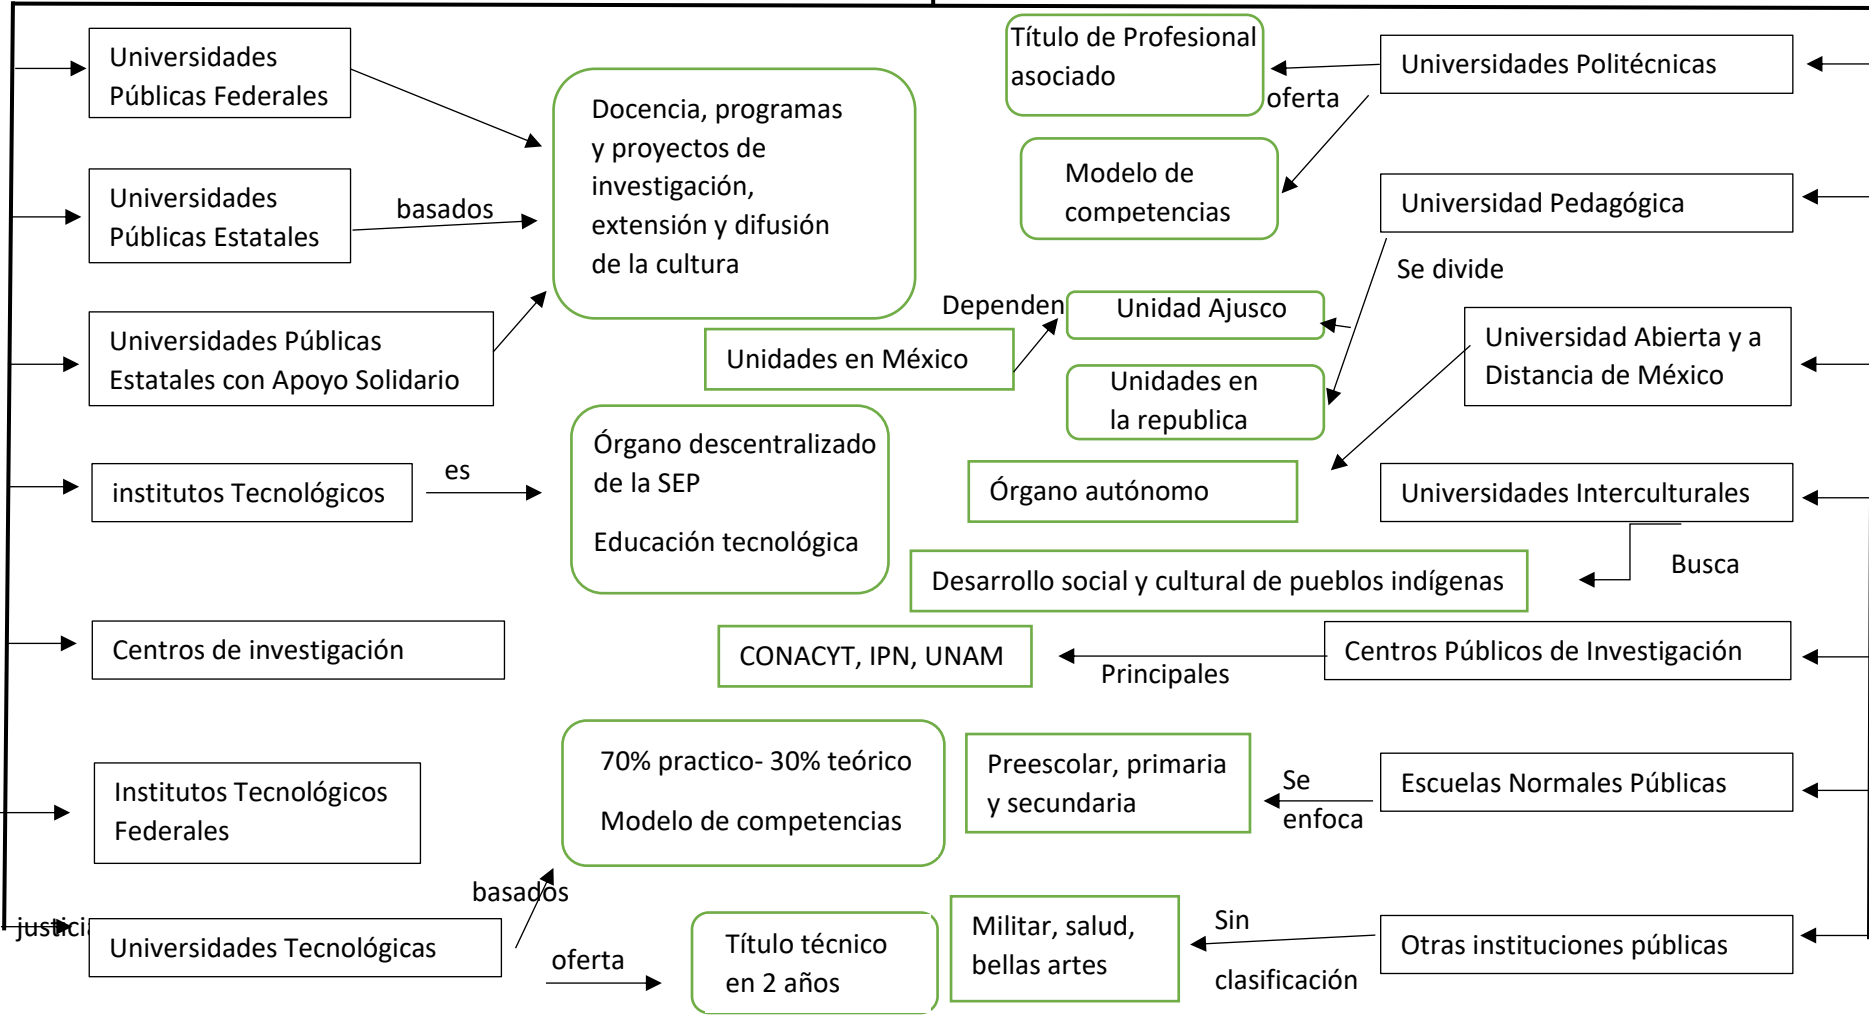 Universidades
Públicas Federales
Universidades
Públicas Estatales
basados
Universidades Públicas
Estatales con Apoyo Solidario
Docencia, programas
y proyectos de
investigación,
extensión y difusión
de la cultura
institutos Tecnológicos
es
Órgano descentralizado
de la SEP
Educación tecnológica
Centros de investigación
Institutos Tecnológicos
Federales
justicia
Universidades Tecnológicas
basados
70% practico- 30% teórico
Modelo de competencias
oferta
Título técnico
en 2 años
Título de Profesional
asociado
oferta
Universidades Politécnicas
Modelo de
competencias
Universidad Pedagógica
Se divide
Dependen
Unidad Ajusco
Unidades en México
Unidades en
la republica
Universidad Abierta y a
Distancia de México
Órgano autónomo
Universidades Interculturales
Busca
Desarrollo social y cultural de pueblos indígenas
CONACYT, IPN, UNAM
Principales
Centros Públicos de Investigación
Preescolar, primaria
y secundaria
Se
enfoca
Escuelas Normales Públicas
Militar, salud,
bellas artes
Sin
clasificación
Otras instituciones públicas